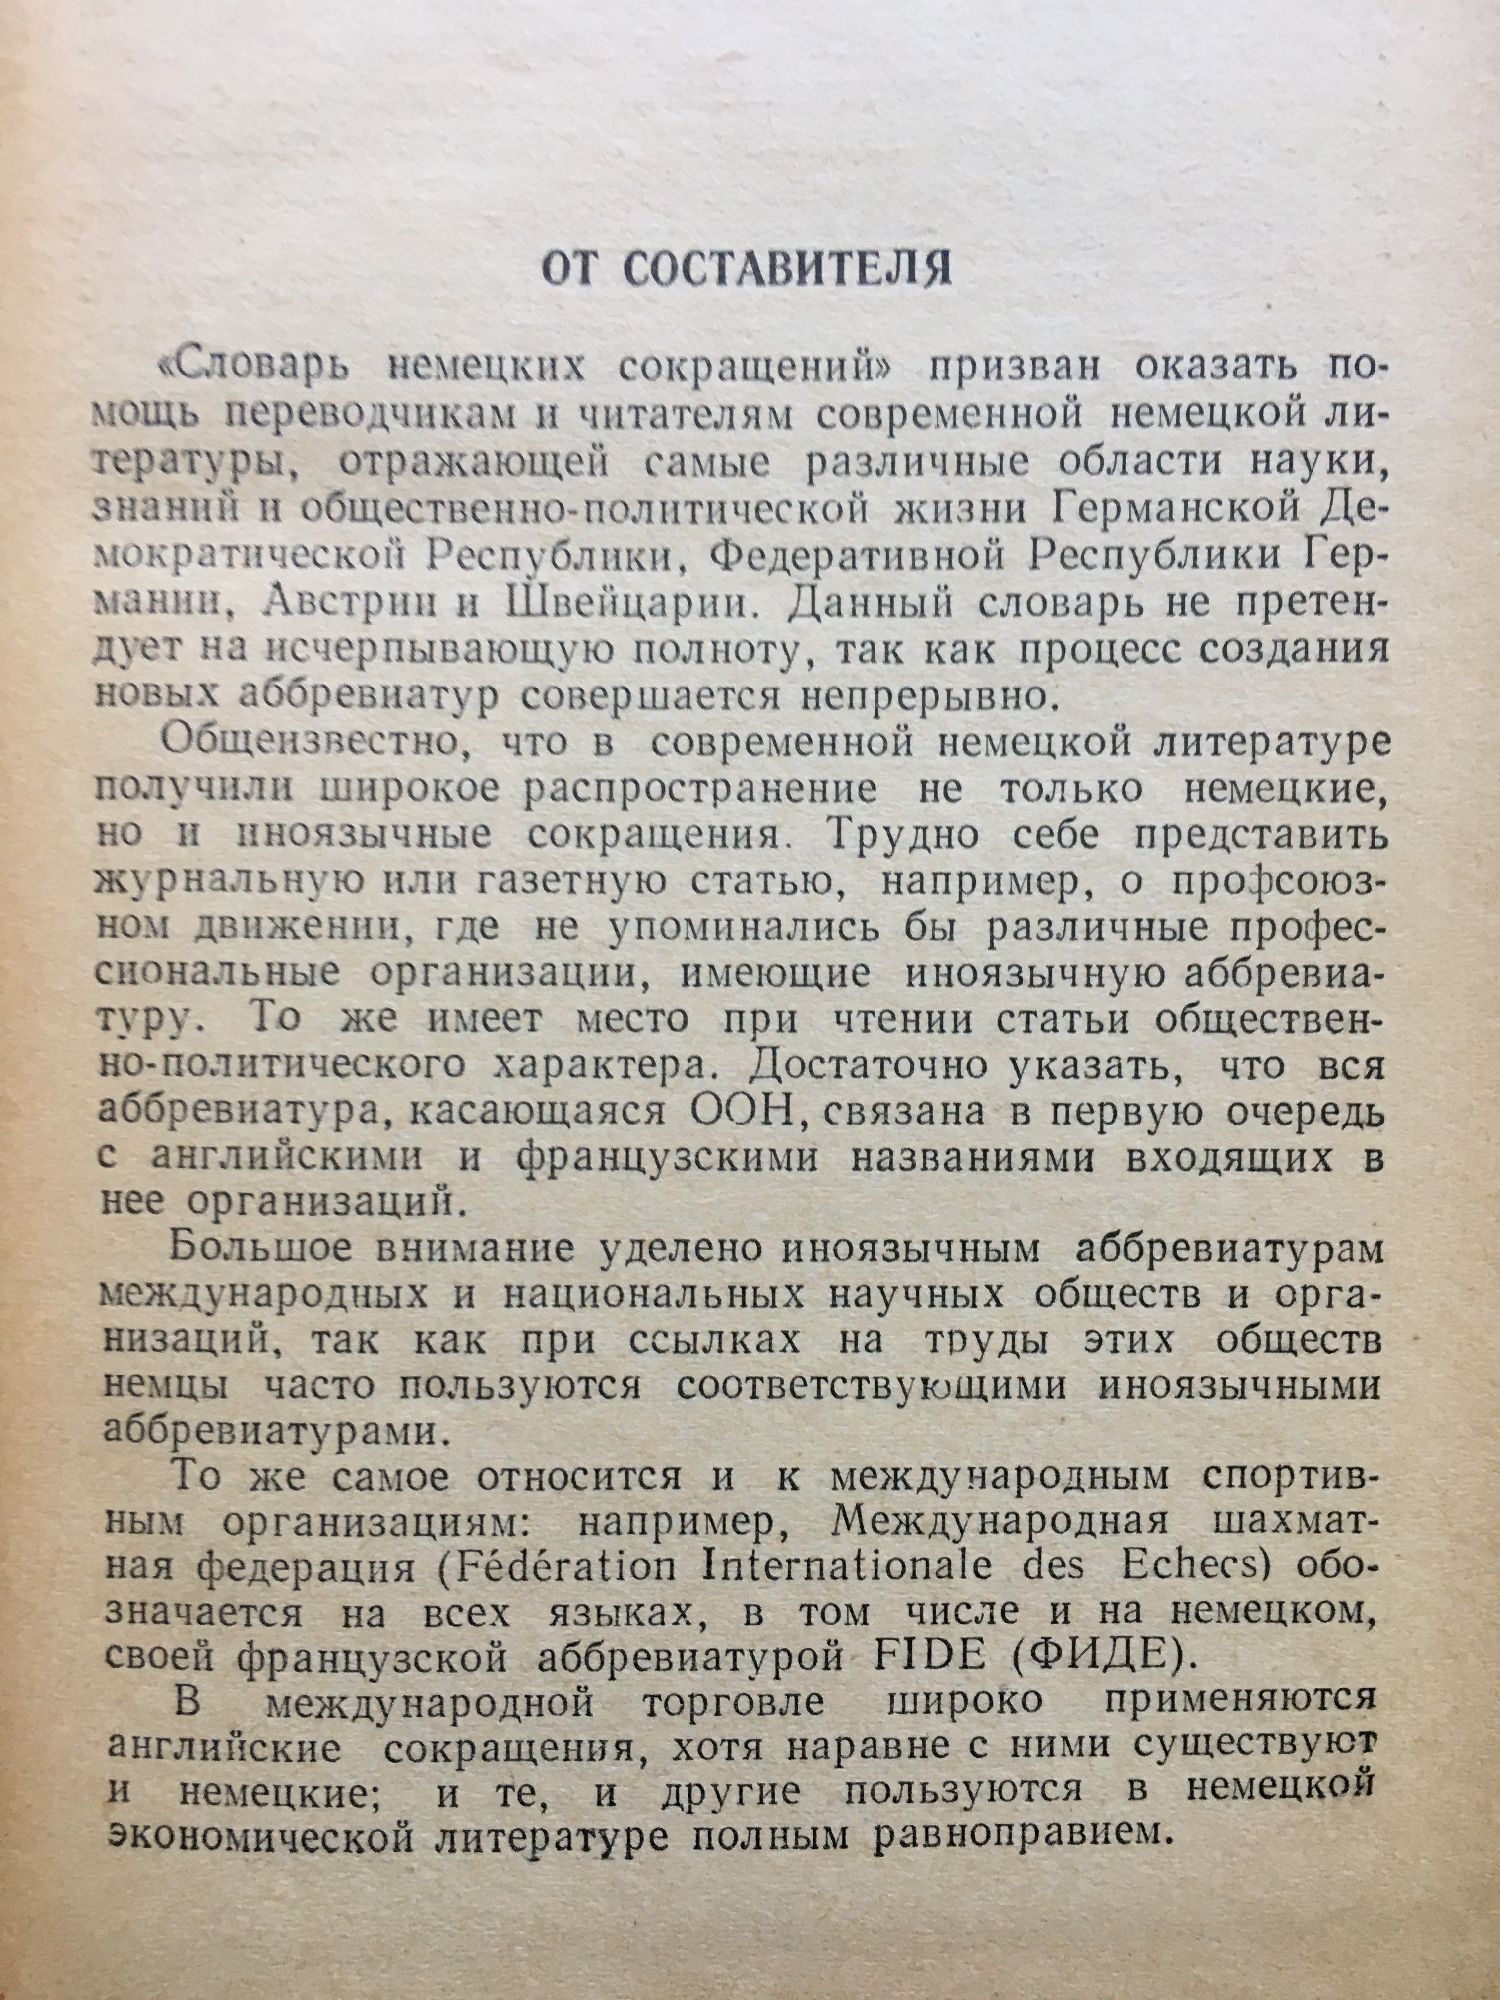 ОТ СОСТАВИТЕЛЯ
«Словарь немецких сокращений» призван оказать по-
мощь переводчикам и читателям современной немецкой ли-
тературы, отражающей самые различные области науки,
знаний и общественно-политической жизни Германской Де-
мократической Республики, Федеративной Республики Гер-
мании, Австрии и Швейцарии. Данный словарь не претен-
дует на исчерпывающую полноту, так как процесс создания
новых аббревиатур совершается непрерывно.
Общеизвестно, что в современной немецкой литературе
получили широкое распространение не только немецкие,
но и иноязычные сокращения. Трудно себе представить
журнальную или газетную статью, например, о профсоюз-
ном движении, где не упоминались бы различные профес-
сиональные организации, имеющие иноязычную аббревиа-
туру. То же имеет место при чтении статьи обществен-
но-политического характера. Достаточно указать, что вся
аббревиатура, касающаяся ООН, связана в первую очередь
с английскими и французскими названиями входящих в
нее организаций.
Большое внимание уделено иноязычным аббревиатурам
международных и национальных научных обществ и орга-
низаций, так как при ссылках на труды этих обществ
немцы часто пользуются соответствующими иноязычными
аббревиатурами.
То же самое относится и к международным спортив-
ным организациям: например, Международная шахмат-
ная федерация (Fédération Internationale des Echecs) обо-
значается на всех языках, в том числе и на немецком,
своей французской аббревиатурой FIDE (ФИДЕ).
В международной торговле широко применяются
английские сокращения, хотя наравне с ними существуют
и немецкие; и те, и другие пользуются в немецкой
экономической литературе полным равноправием.